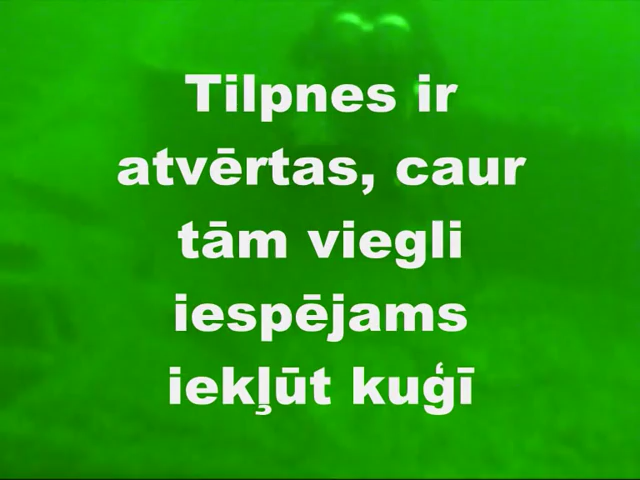 Tilpnes ir
atvērtas, caur
tām viegli
iespējams
iekļūt kuģī